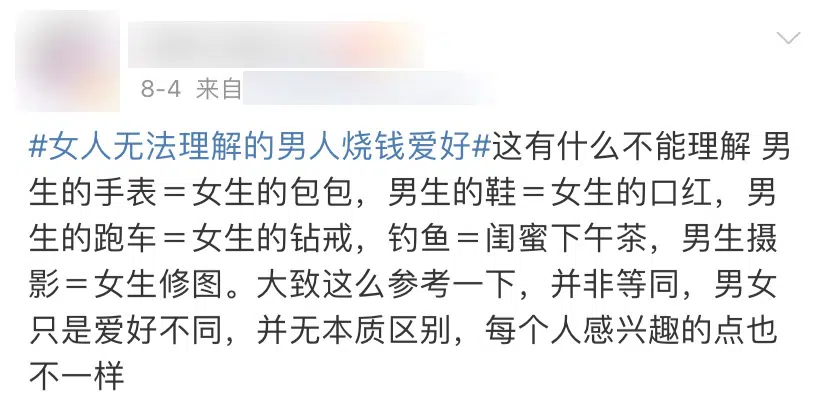 8-4 来自
#女人无法理解的男人烧钱爱好#这有什么不能理解 男
生的手表＝女生的包包，男生的鞋＝女生的口红，男
生的跑车＝女生的钻戒，钓鱼＝闺蜜下午茶，男生摄
影＝女生修图。大致这么参考一下，并非等同，男女
只是爱好不同，并无本质区别，每个人感兴趣的点也
不一样